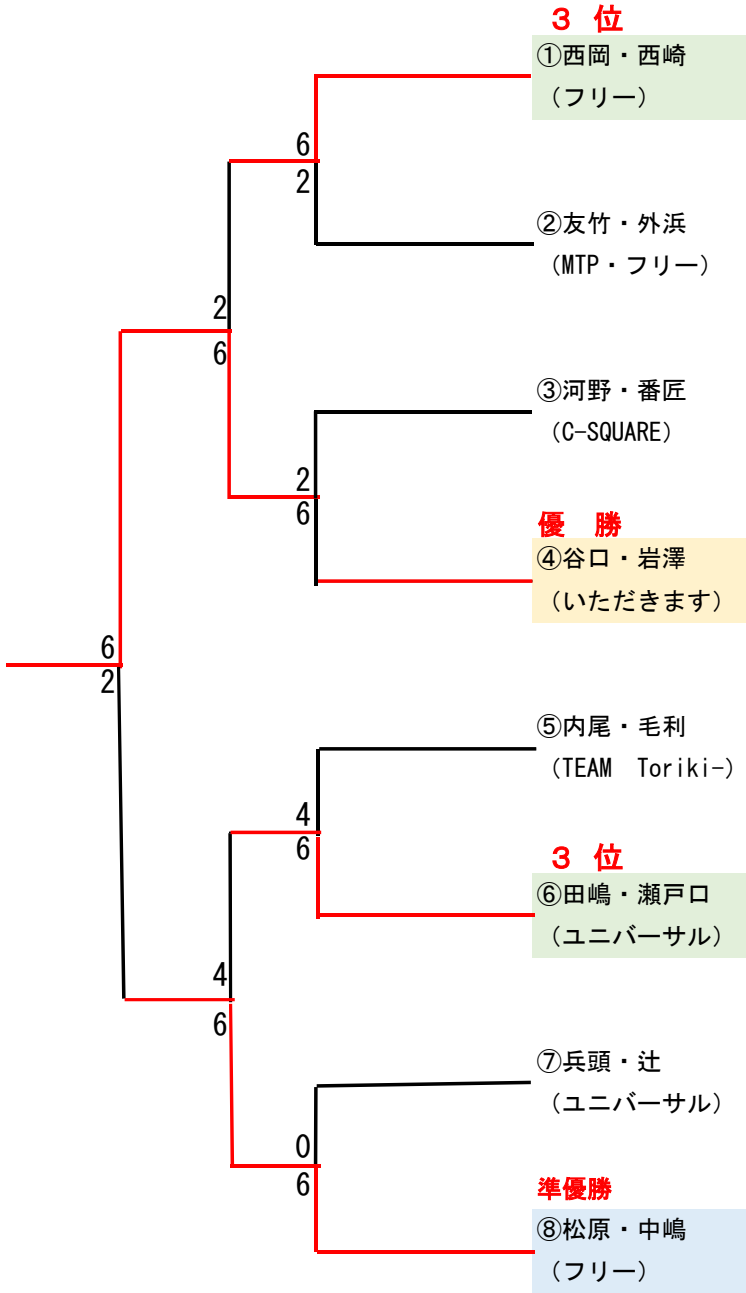 3 位
①西岡・西崎
（フリー）
6
2
②友竹・外浜
（MTP・フリー）
2
6
③河野・番匠
（C-SQUARE）
2
6
優 勝
④谷口・岩澤
（いただきます）
6
2
⑤内尾・毛利
（TEAM Toriki-）
4
6
3 位
⑥田嶋・瀬戸口
（ユニバーサル）
4
6
⑦兵頭・辻
（ユニバーサル）
0
6
準優勝
⑧松原・中嶋
（フリー）